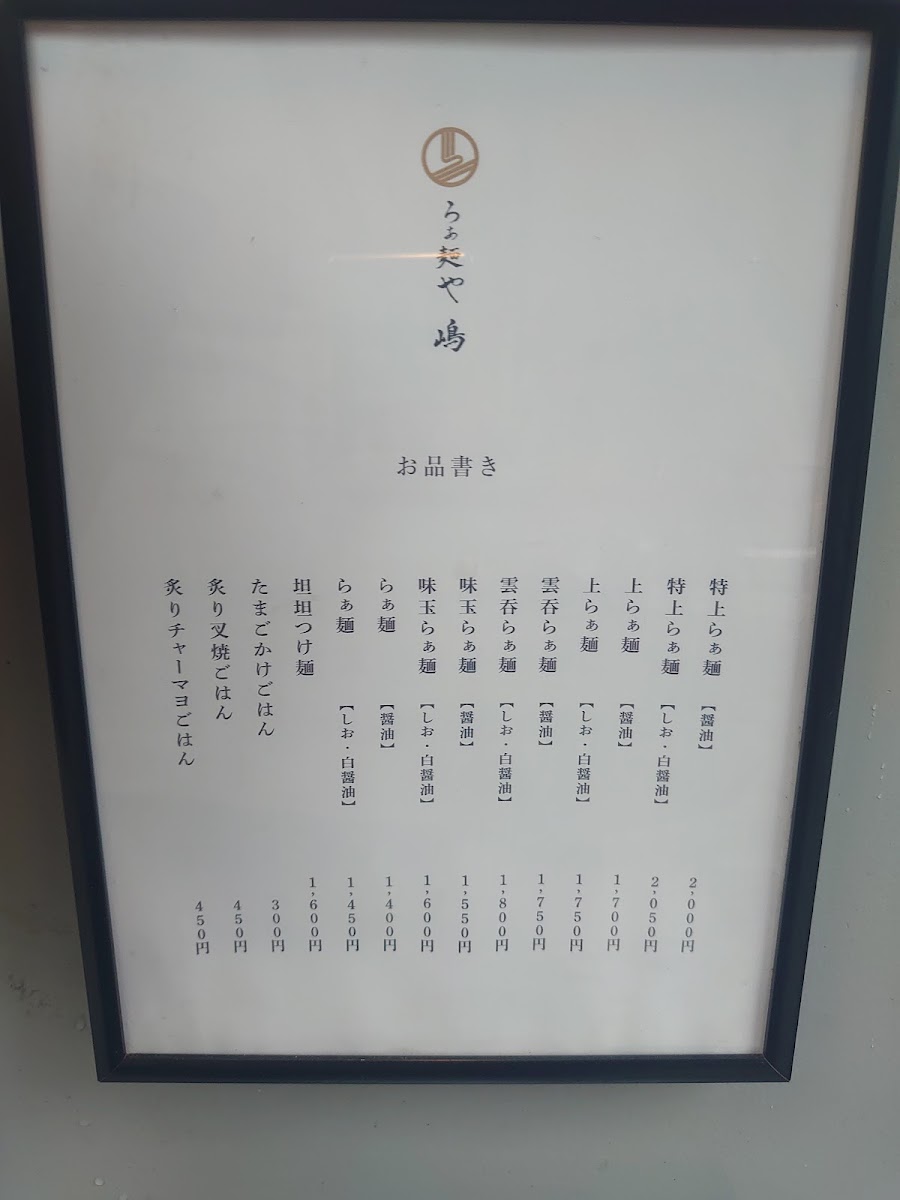 らぁ麺や 嶋
お品書き
特上らぁ麺 【醤油】 2,000円
特上らぁ麺 【しお・白醤油】 2,050円
上らぁ麺 【醤油】 1,700円
上らぁ麺 【しお・白醤油】 1,750円
雲呑らぁ麺 【醤油】 1,750円
雲呑らぁ麺 【しお・白醤油】 1,800円
味玉らぁ麺 【醤油】 1,550円
味玉らぁ麺 【しお・白醤油】 1,600円
らぁ麺 【醤油】 1,400円
らぁ麺 【しお・白醤油】 1,450円
坦坦つけ麺 1,600円
たまごかけごはん 300円
炙り叉焼ごはん 450円
炙りチャーマヨごはん 450円